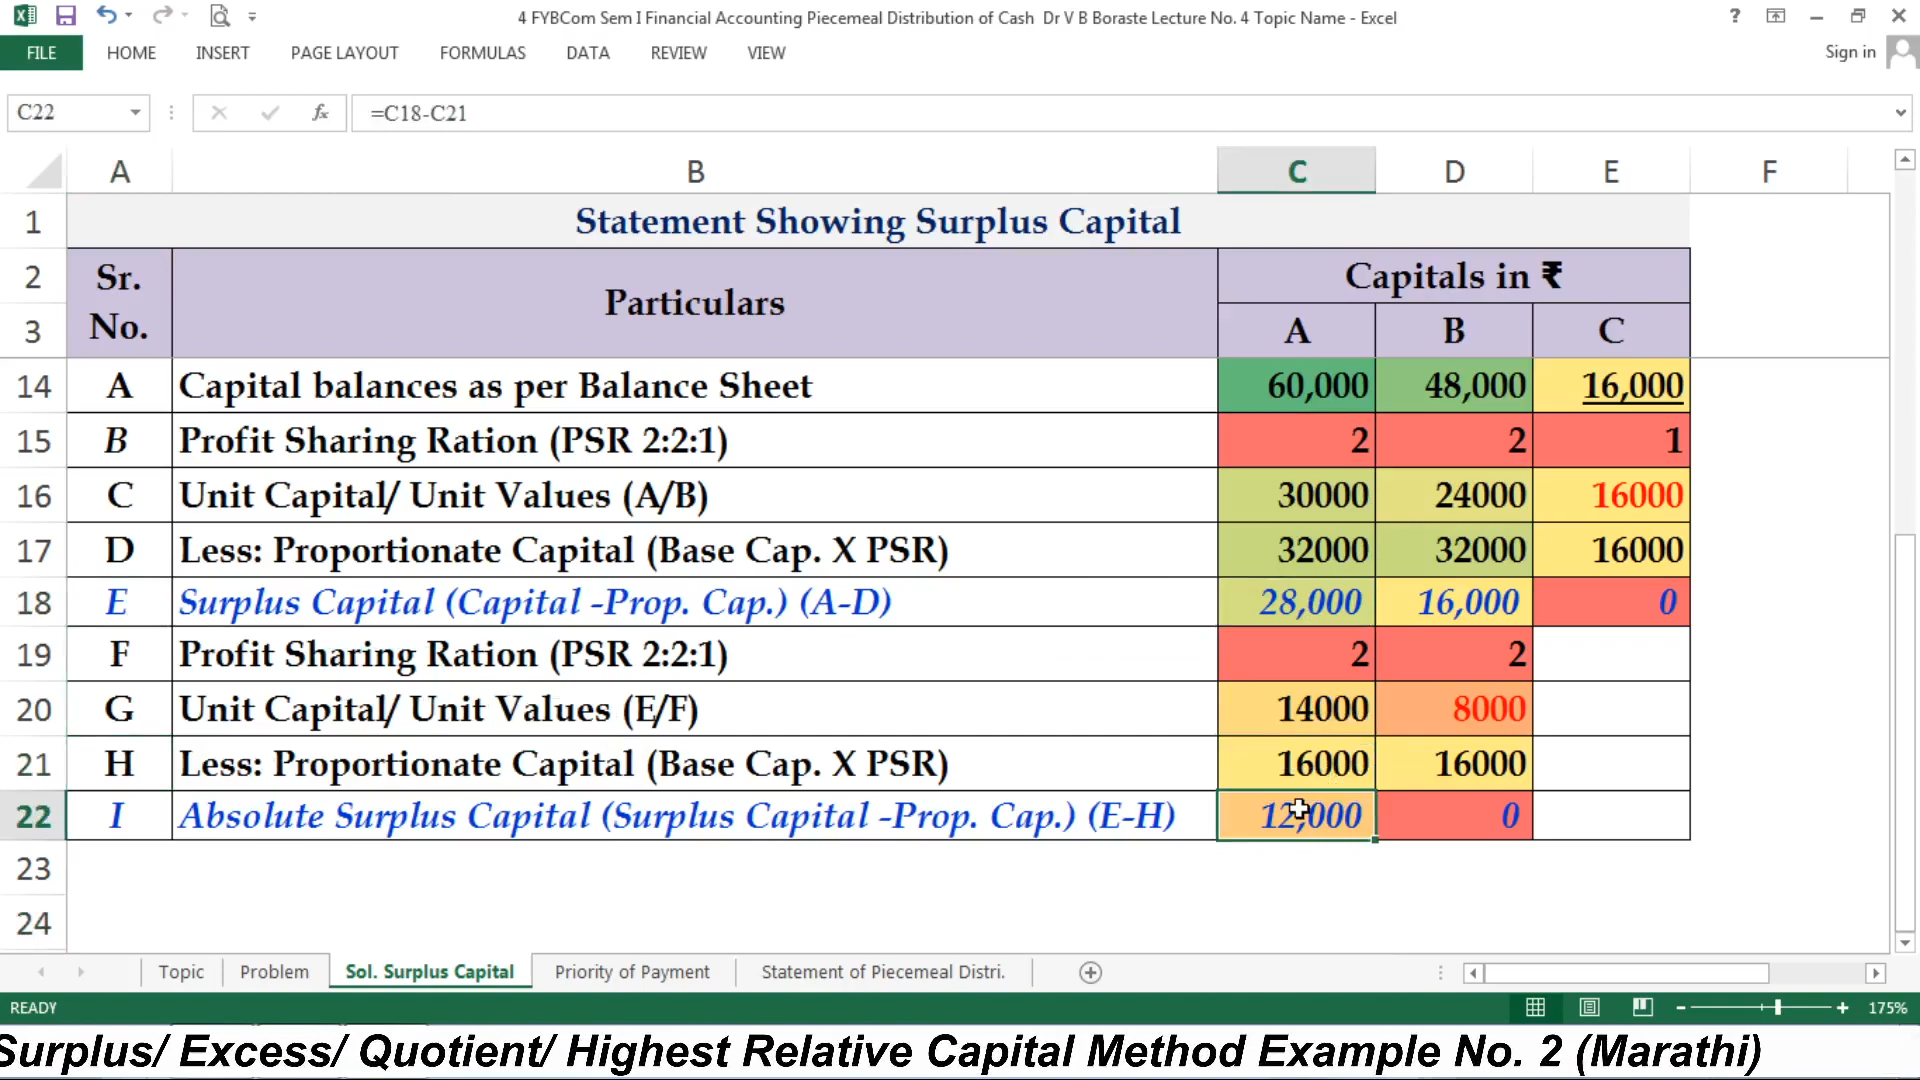 4 FYBCom Sem I Financial Accounting Piecemeal Distribution of Cash Dr V B Boraste Lecture No. 4 Topic Name - Excel
FILE HOME INSERT PAGE LAYOUT FORMULAS DATA REVIEW VIEW Sign in
C22 fx =C18-C21
A B C D E F
1 Statement Showing Surplus Capital
2 Sr. No. Particulars Capitals in ₹
3 A B C
14 A Capital balances as per Balance Sheet 60,000 48,000 16,000
15 B Profit Sharing Ration (PSR 2:2:1) 2 2 1
16 C Unit Capital/ Unit Values (A/B) 30000 24000 16000
17 D Less: Proportionate Capital (Base Cap. X PSR) 32000 32000 16000
18 E Surplus Capital (Capital -Prop. Cap.) (A-D) 28,000 16,000 0
19 F Profit Sharing Ration (PSR 2:2:1) 2 2
20 G Unit Capital/ Unit Values (E/F) 14000 8000
21 H Less: Proportionate Capital (Base Cap. X PSR) 16000 16000
22 I Absolute Surplus Capital (Surplus Capital -Prop. Cap.) (E-H) 12,000 0
23
24
Topic Problem Sol. Surplus Capital Priority of Payment Statement of Piecemeal Distri.
READY 175%
Surplus/ Excess/ Quotient/ Highest Relative Capital Method Example No. 2 (Marathi)